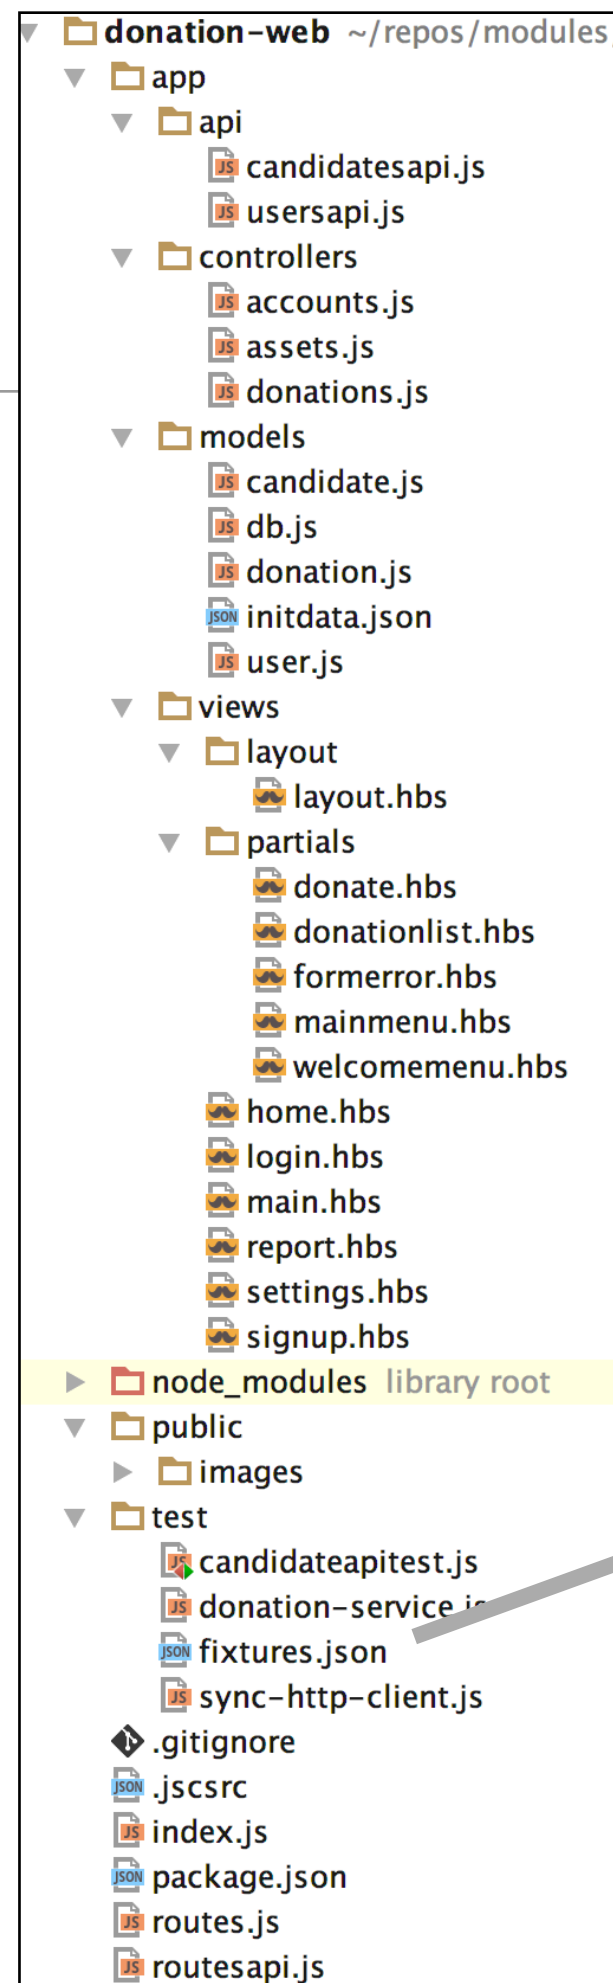 donation-web ~/repos/modules
app
api
candidatesapi.js
usersapi.js
controllers
accounts.js
assets.js
donations.js
models
candidate.js
db.js
donation.js
initdata.json
user.js
views
layout
layout.hbs
partials
donate.hbs
donationlist.hbs
formerror.hbs
mainmenu.hbs
welcomemenu.hbs
home.hbs
login.hbs
main.hbs
report.hbs
settings.hbs
signup.hbs
node_modules library root
public
images
test
candidateapitest.js
donation-service.js
fixtures.json
sync-http-client.js
.gitignore
.jscsrc
index.js
package.json
routes.js
routesapi.js